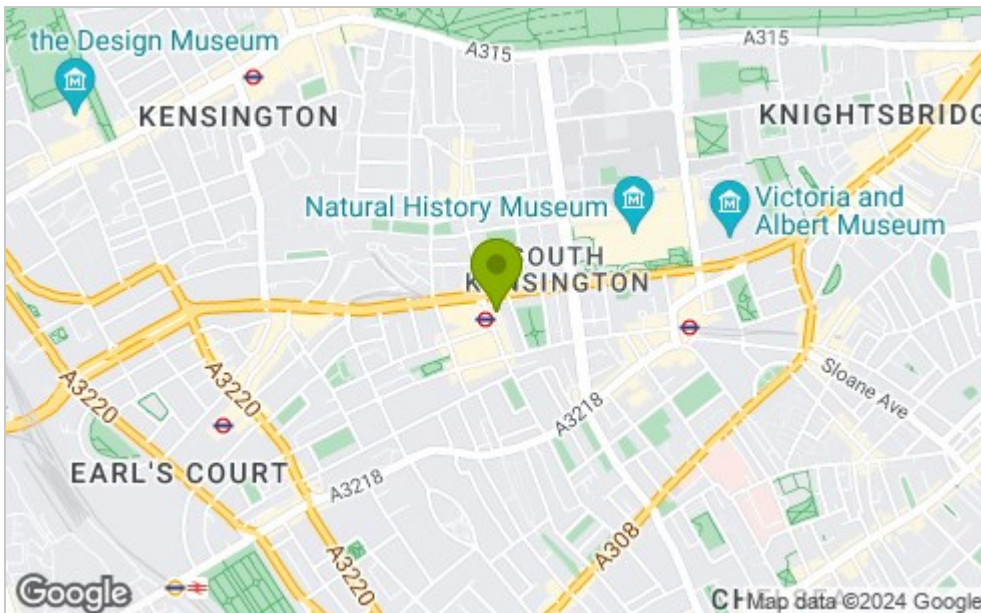 the Design Museum
A315
A315
KENSINGTON
KNIGHTSBRIDG
Natural History Museum
Victoria and
Albert Museum
SOUTH
KENSINGTON
A3220
A3220
Sloane Ave
A3218
EARL'S COURT
A3218
A308
A3220
Google
CHELSEA
Map data ©2024 Google